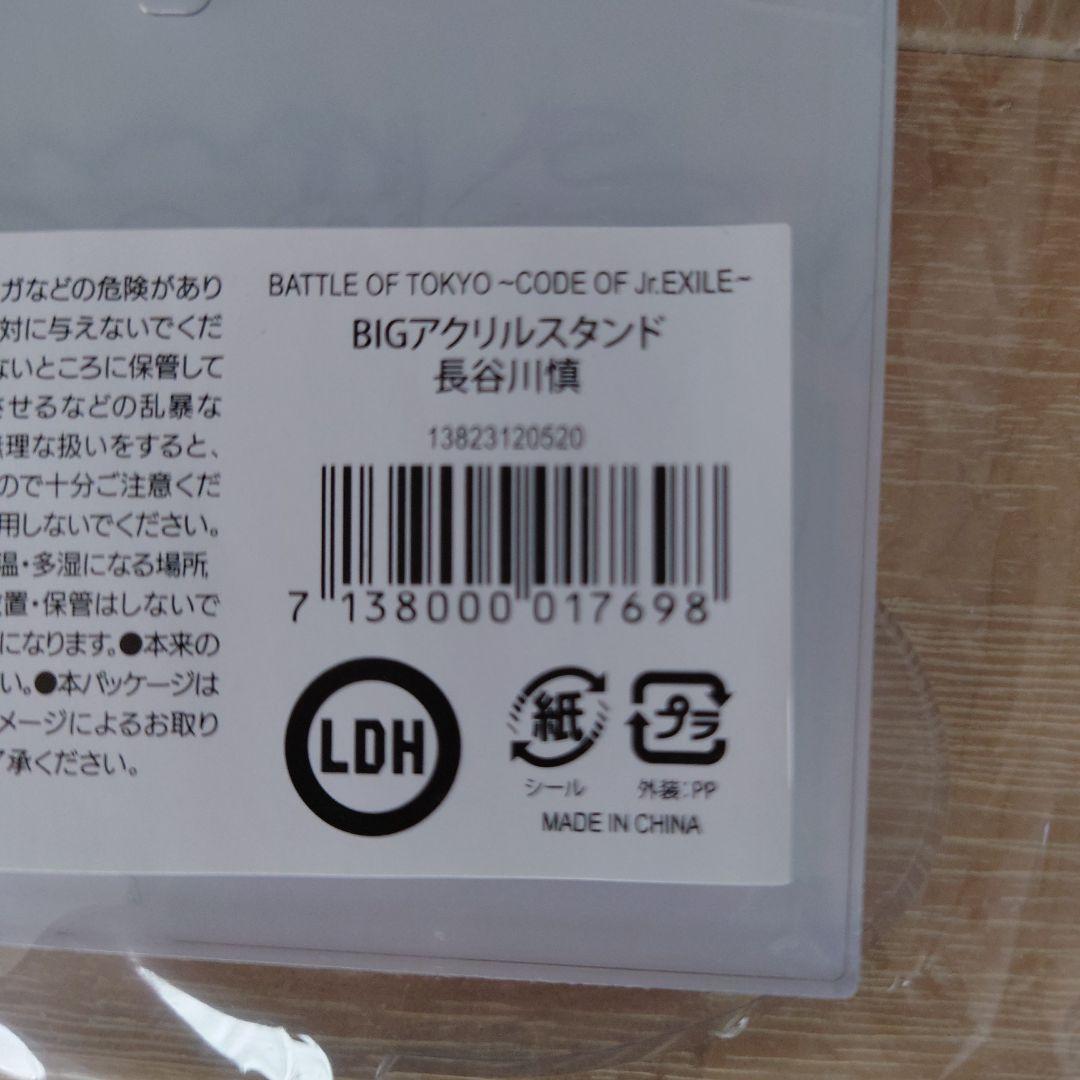 ガなどの危険があり
対に与えないでくだ
ないところに保管して
させるなどの乱暴な
無理な扱いをすると、
ので十分ご注意くだ
用しないでください。
温・多湿になる場所、
放置・保管はしないで
になります。●本来の
い。●本パッケージは
メージによるお取り
了承ください。
BATTLE OF TOKYO ~CODE OF Jr.EXILE~
BIGアクリルスタンド
長谷川慎
13823120520
7 138000 017698
LDH
紙
シール
プラ
外装:PP
MADE IN CHINA